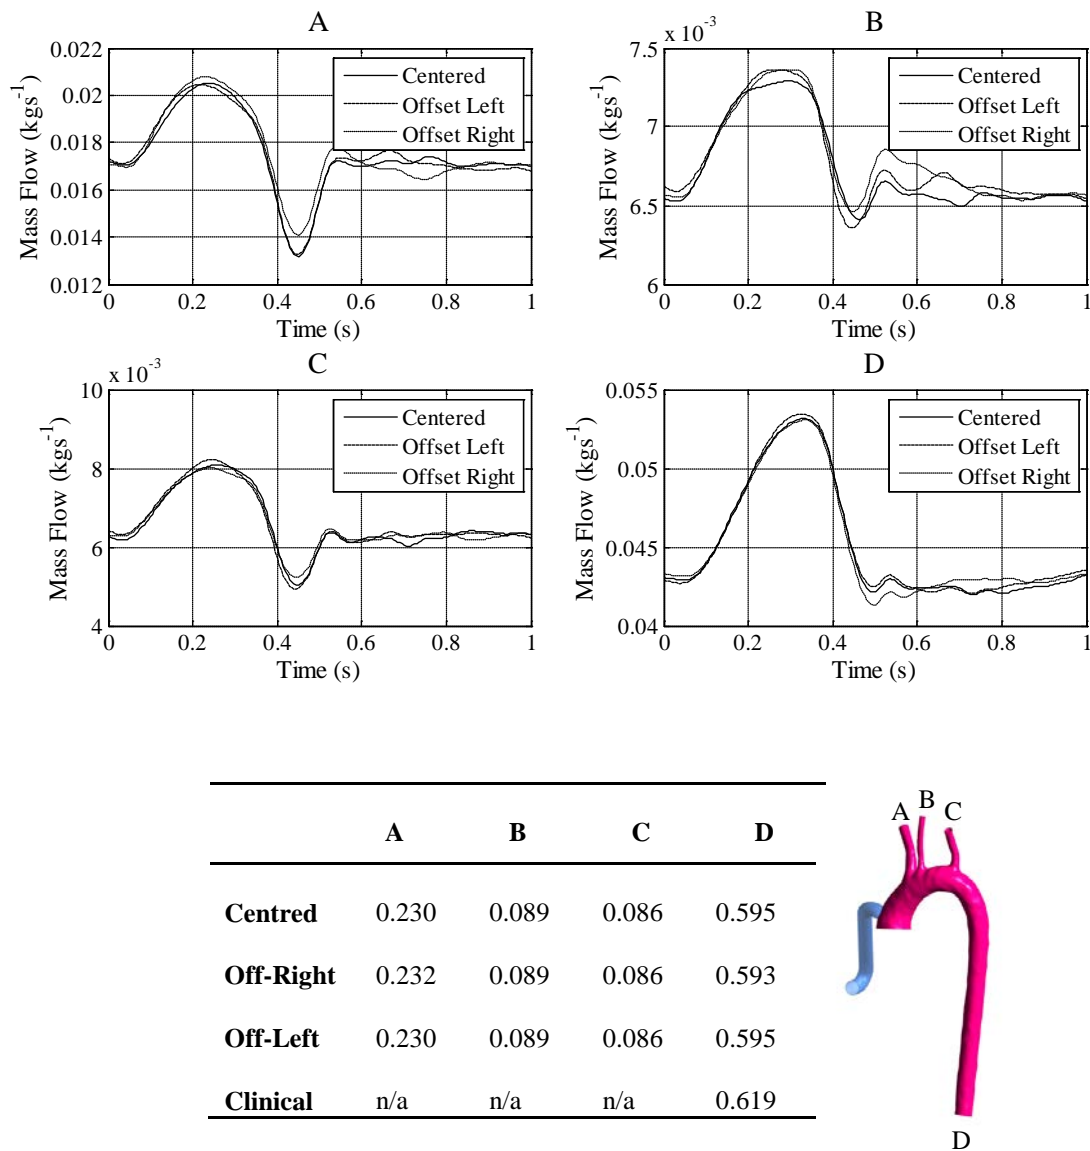 A
Mass Flow (kgs-1)
0.022
0.02
0.018
0.016
0.014
0.012
0 0.2 0.4 0.6 0.8 1
Time (s)
Centered
Offset Left
Offset Right
B
x 10-3
Mass Flow (kgs-1)
7.5
7
6.5
6
0 0.2 0.4 0.6 0.8 1
Time (s)
Centered
Offset Left
Offset Right
C
x 10-3
Mass Flow (kgs-1)
10
8
6
4
0 0.2 0.4 0.6 0.8 1
Time (s)
Centered
Offset Left
Offset Right
D
Mass Flow (kgs-1)
0.055
0.05
0.045
0.04
0 0.2 0.4 0.6 0.8 1
Time (s)
Centered
Offset Left
Offset Right
A B C D
Centred 0.230 0.089 0.086 0.595
Off-Right 0.232 0.089 0.086 0.593
Off-Left 0.230 0.089 0.086 0.595
Clinical n/a n/a n/a 0.619
A B C
D